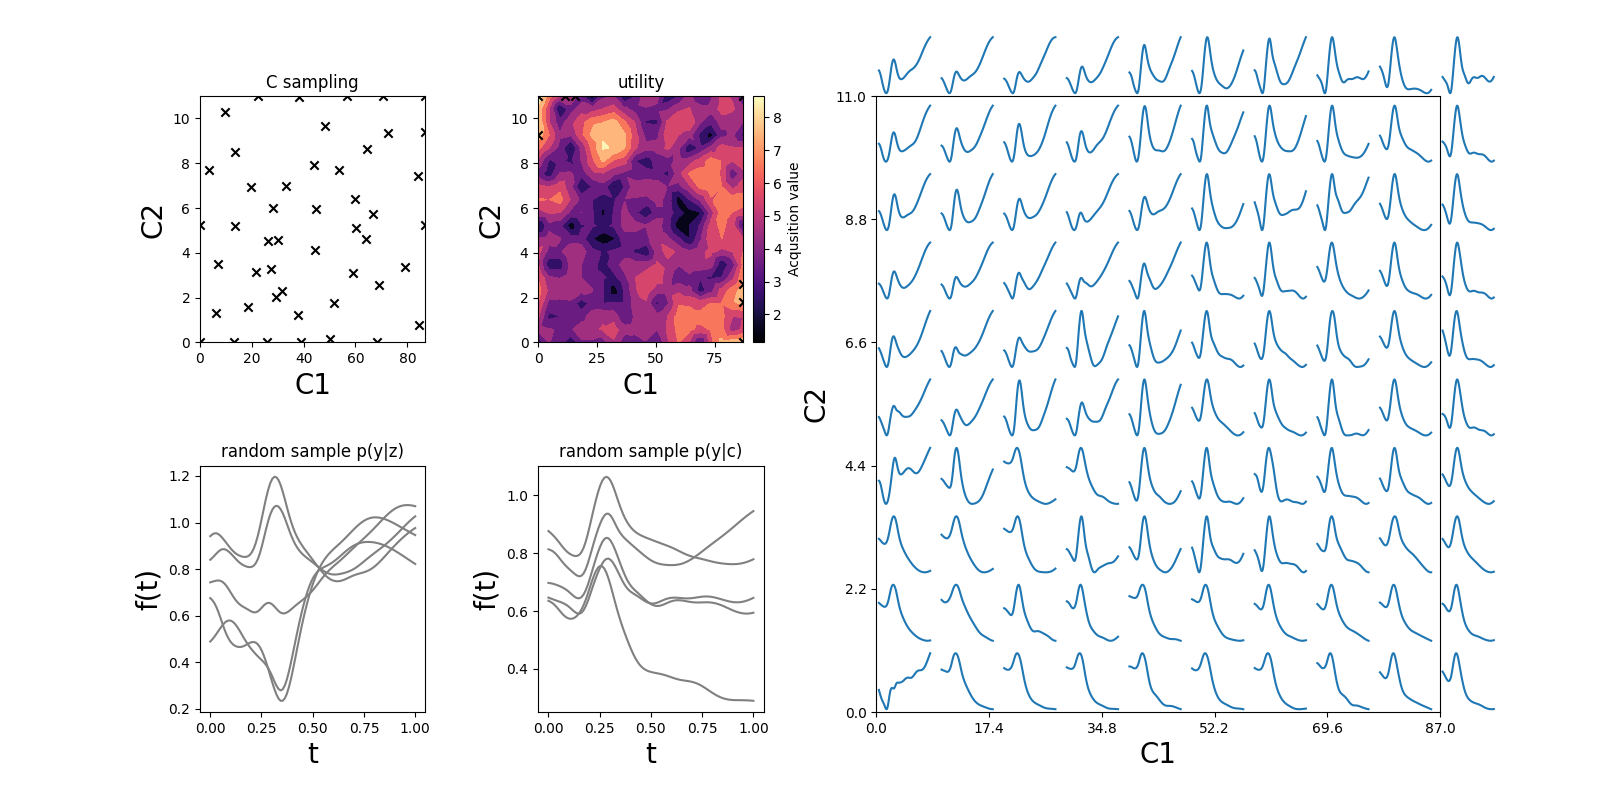 C sampling
10
8
6
4
2
0
C2
0 20 40 60 80
C1
utility
10
8
6
4
2
0
C2
0 25 50 75
C1
8
7
6
5
4
3
2
Acqusition value
random sample p(y|z)
1.2
1.0
0.8
0.6
0.4
0.2
f(t)
0.00 0.25 0.50 0.75 1.00
t
random sample p(y|c)
1.0
0.8
0.6
0.4
f(t)
0.00 0.25 0.50 0.75 1.00
t
11.0
8.8
6.6
4.4
2.2
0.0
C2
0.0 17.4 34.8 52.2 69.6 87.0
C1